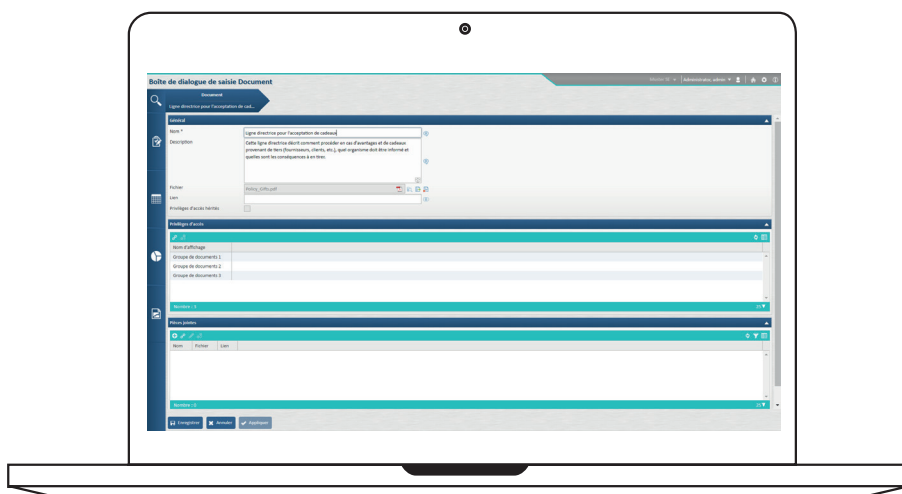 Boîte de dialogue de saisie Document
Administrator, admin
Document
Ligne directrice pour l'acceptation de cad...
Général
Nom *
Ligne directrice pour l'acceptation de cadeaux
Description
Cette ligne directrice décrit comment procéder en cas d'avantages et de cadeaux
provenant de tiers (fournisseurs, clients, etc.), quel organisme doit être informé et
quelles sont les conséquences à en tirer.
Fichier
Policy_Gifts.pdf
Lien
Privilèges d'accès hérités
Privilèges d'accès
Nom d'affichage
Groupe de documents 1
Groupe de documents 2
Groupe de documents 3
Nombre : 3
25
Pièces jointes
Nom Fichier Lien
Nombre : 0
25
Enregistrer Annuler Appliquer